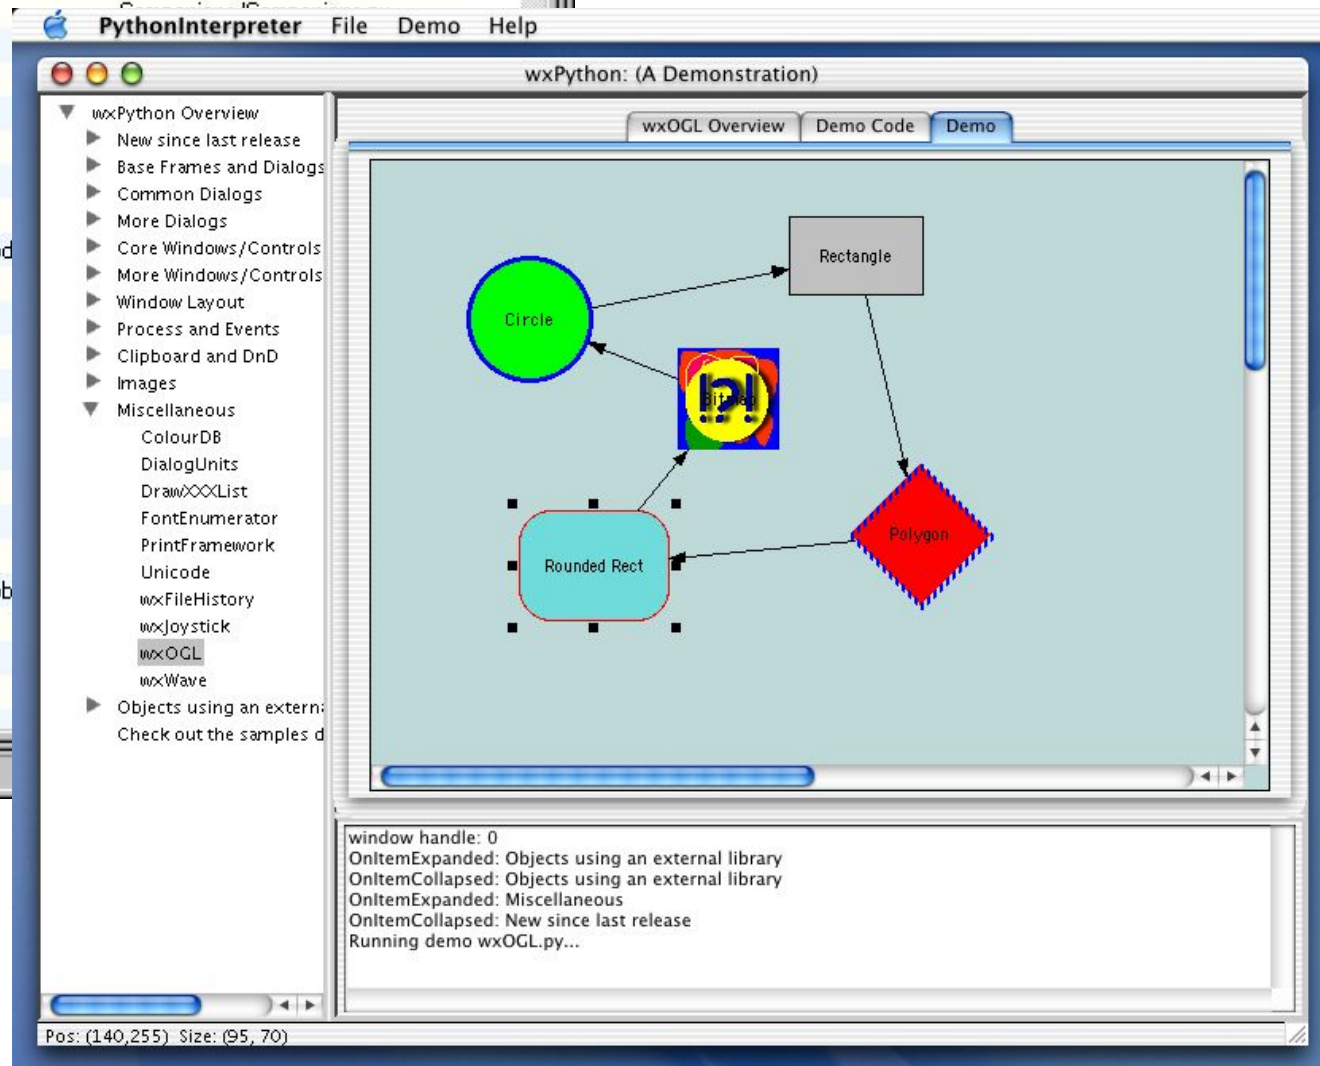 PythonInterpreter File Demo Help
wxPython: (A Demonstration)
wxPython Overview
New since last release
Base Frames and Dialogs
Common Dialogs
More Dialogs
Core Windows/Controls
More Windows/Controls
Window Layout
Process and Events
Clipboard and DnD
Images
Miscellaneous
ColourDB
DialogUnits
DrawXXXList
FontEnumerator
PrintFramework
Unicode
wxFileHistory
wxJoystick
wxOGL
wxWave
Objects using an extern
Check out the samples d
wxOGL Overview Demo Code Demo
Rectangle
Circle
!?!
Polygon
Rounded Rect
window handle: 0
OnItemExpanded: Objects using an external library
OnItemCollapsed: Objects using an external library
OnItemExpanded: Miscellaneous
OnItemCollapsed: New since last release
Running demo wxOGL.py...
Pos: (140,255) Size: (95, 70)